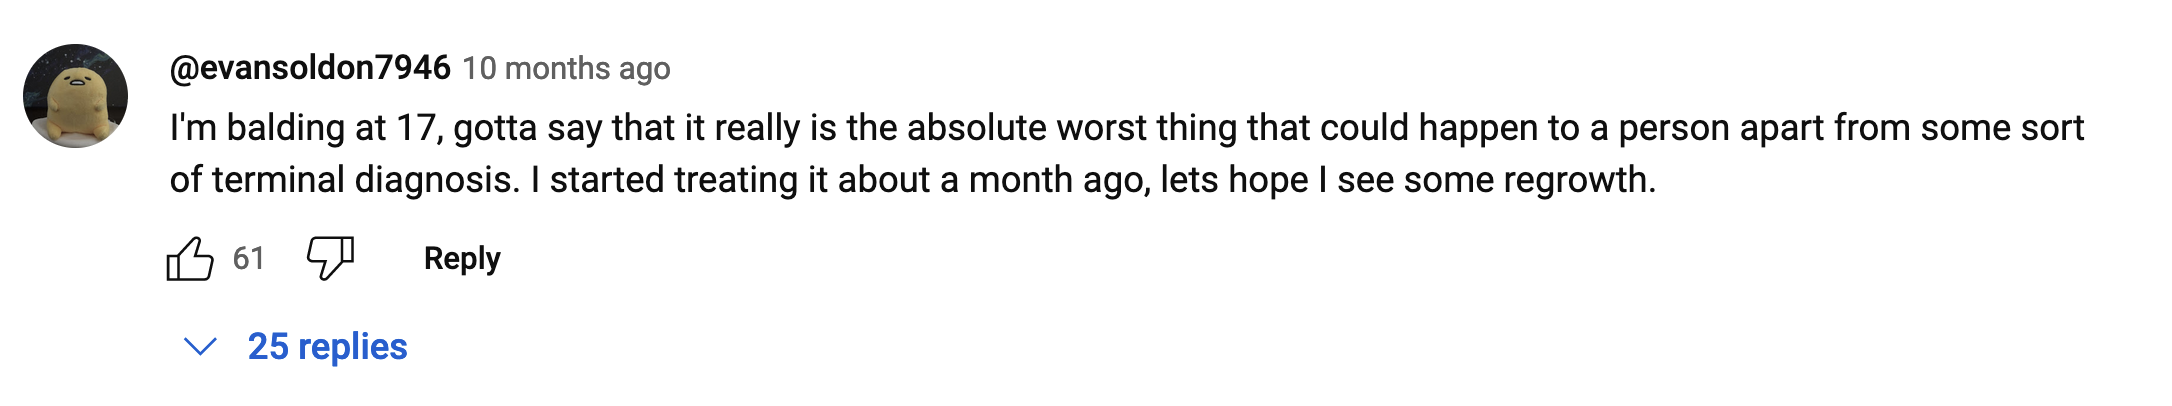 @evansoldon7946 10 months ago
I'm balding at 17, gotta say that it really is the absolute worst thing that could happen to a person apart from some sort
of terminal diagnosis. I started treating it about a month ago, lets hope I see some regrowth.
61 Reply
25 replies